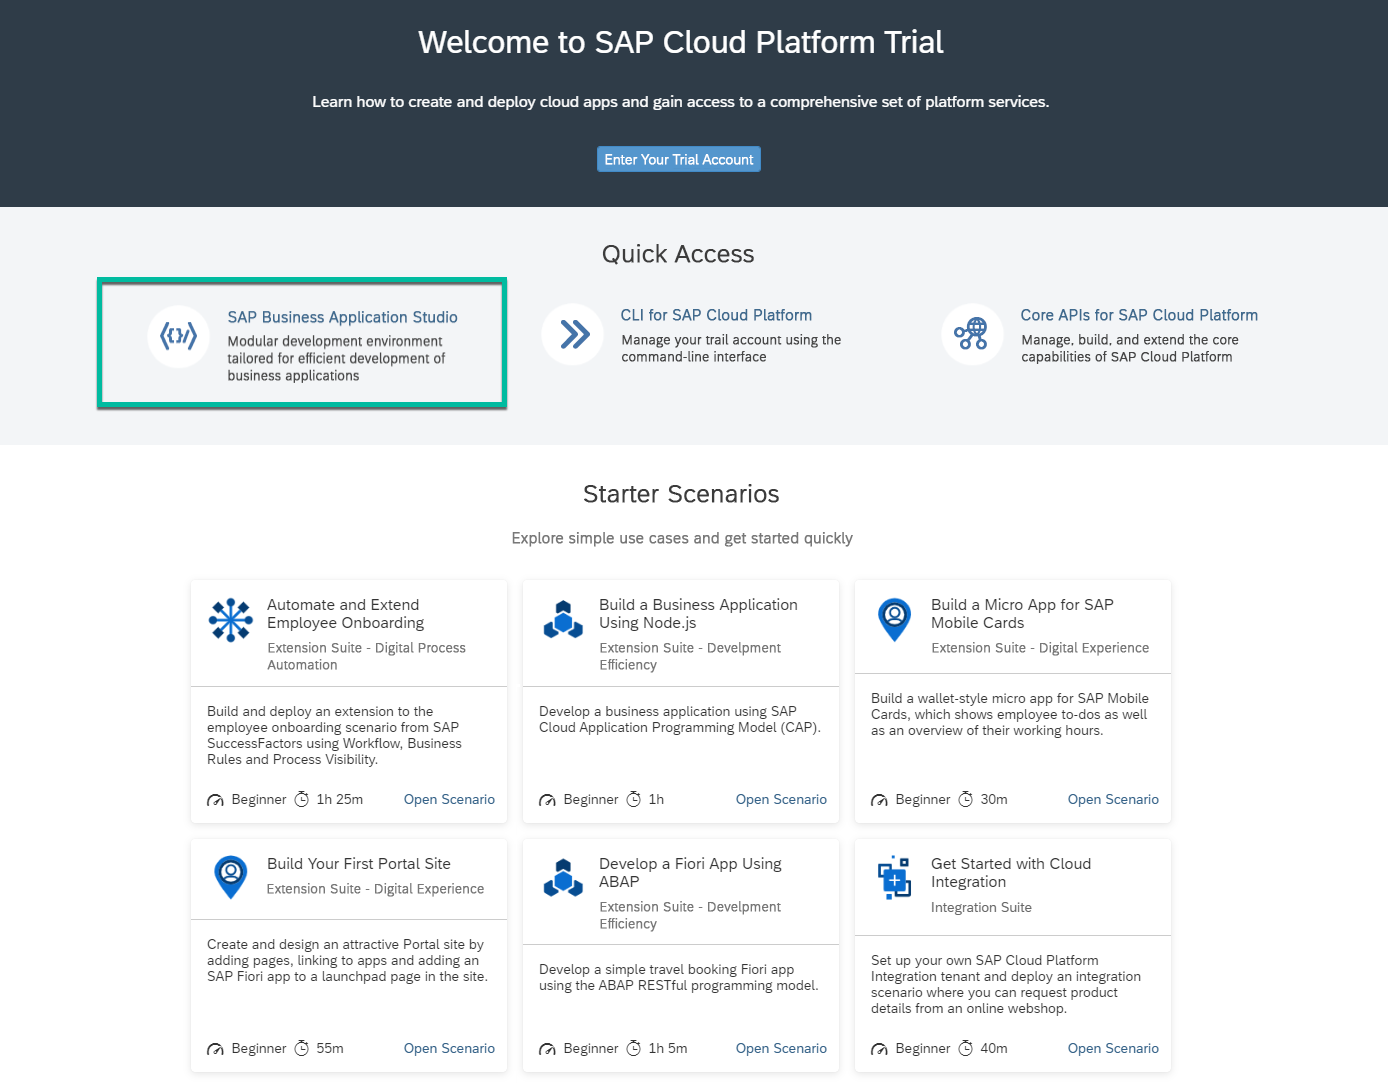 Welcome to SAP Cloud Platform Trial
Learn how to create and deploy cloud apps and gain access to a comprehensive set of platform services.
Enter Your Trial Account
Quick Access
SAP Business Application Studio
Modular development environment
tailored for efficient development of
business applications
CLI for SAP Cloud Platform
Manage your trail account using the
command-line interface
Core APIs for SAP Cloud Platform
Manage, build, and extend the core
capabilities of SAP Cloud Platform
Starter Scenarios
Explore simple use cases and get started quickly
Automate and Extend
Employee Onboarding
Extension Suite - Digital Process
Automation
Build and deploy an extension to the
employee onboarding scenario from SAP
SuccessFactors using Workflow, Business
Rules and Process Visibility.
Beginner 1h 25m Open Scenario
Build a Business Application
Using Node.js
Extension Suite - Develpment
Efficiency
Develop a business application using SAP
Cloud Application Programming Model (CAP).
Beginner 1h Open Scenario
Build a Micro App for SAP
Mobile Cards
Extension Suite - Digital Experience
Build a wallet-style micro app for SAP Mobile
Cards, which shows employee to-dos as well
as an overview of their working hours.
Beginner 30m Open Scenario
Build Your First Portal Site
Extension Suite - Digital Experience
Create and design an attractive Portal site by
adding pages, linking to apps and adding an
SAP Fiori app to a launchpad page in the site.
Beginner 55m Open Scenario
Develop a Fiori App Using
ABAP
Extension Suite - Develpment
Efficiency
Develop a simple travel booking Fiori app
using the ABAP RESTful programming model.
Beginner 1h 5m Open Scenario
Get Started with Cloud
Integration
Integration Suite
Set up your own SAP Cloud Platform
Integration tenant and deploy an integration
scenario where you can request product
details from an online webshop.
Beginner 40m Open Scenario